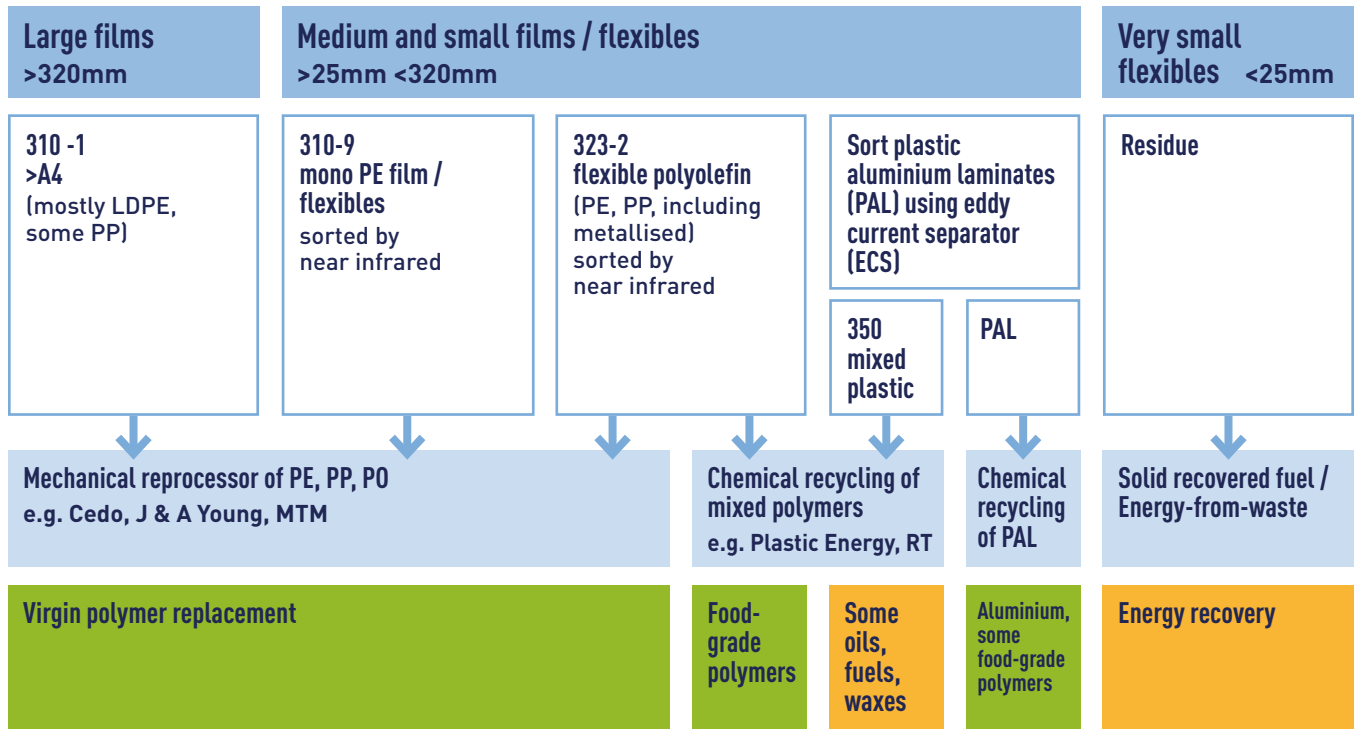 Large films
>320mm
Medium and small films / flexibles
>25mm <320mm
Very small
flexibles <25mm
310 -1
>A4
(mostly LDPE,
some PP)
310-9
mono PE film /
flexibles
sorted by
near infrared
323-2
flexible polyolefin
(PE, PP, including
metallised)
sorted by
near infrared
Sort plastic
aluminium laminates
(PAL) using eddy
current separator
(ECS)
350
mixed
plastic
PAL
Residue
Mechanical reprocessor of PE, PP, PO
e.g. Cedo, J & A Young, MTM
Chemical recycling of
mixed polymers
e.g. Plastic Energy, RT
Chemical
recycling
of PAL
Solid recovered fuel /
Energy-from-waste
Virgin polymer replacement
Food-
grade
polymers
Some
oils,
fuels,
waxes
Aluminium,
some
food-grade
polymers
Energy recovery